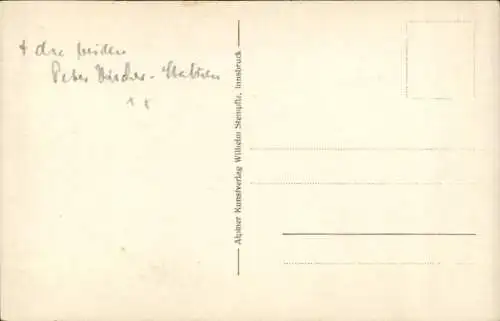 + die beiden
Peter Vischer-Statuen
x x
Alpiner Kunstverlag Wilhelm Stempfle, Innsbruck